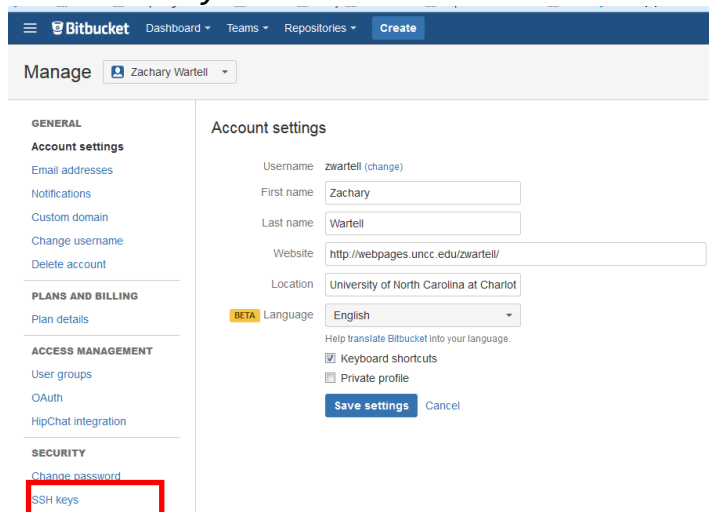 Bitbucket Dashboard Teams Repositories Create
Manage Zachary Wartell
GENERAL
Account settings
Email addresses
Notifications
Custom domain
Change username
Delete account
PLANS AND BILLING
Plan details
ACCESS MANAGEMENT
User groups
OAuth
HipChat integration
SECURITY
Change password
SSH keys
Account settings
Username zwartell (change)
First name Zachary
Last name Wartell
Website http://webpages.uncc.edu/zwartell/
Location University of North Carolina at Charlot
BETA Language English
Help translate Bitbucket into your language.
Keyboard shortcuts
Private profile
Save settings Cancel